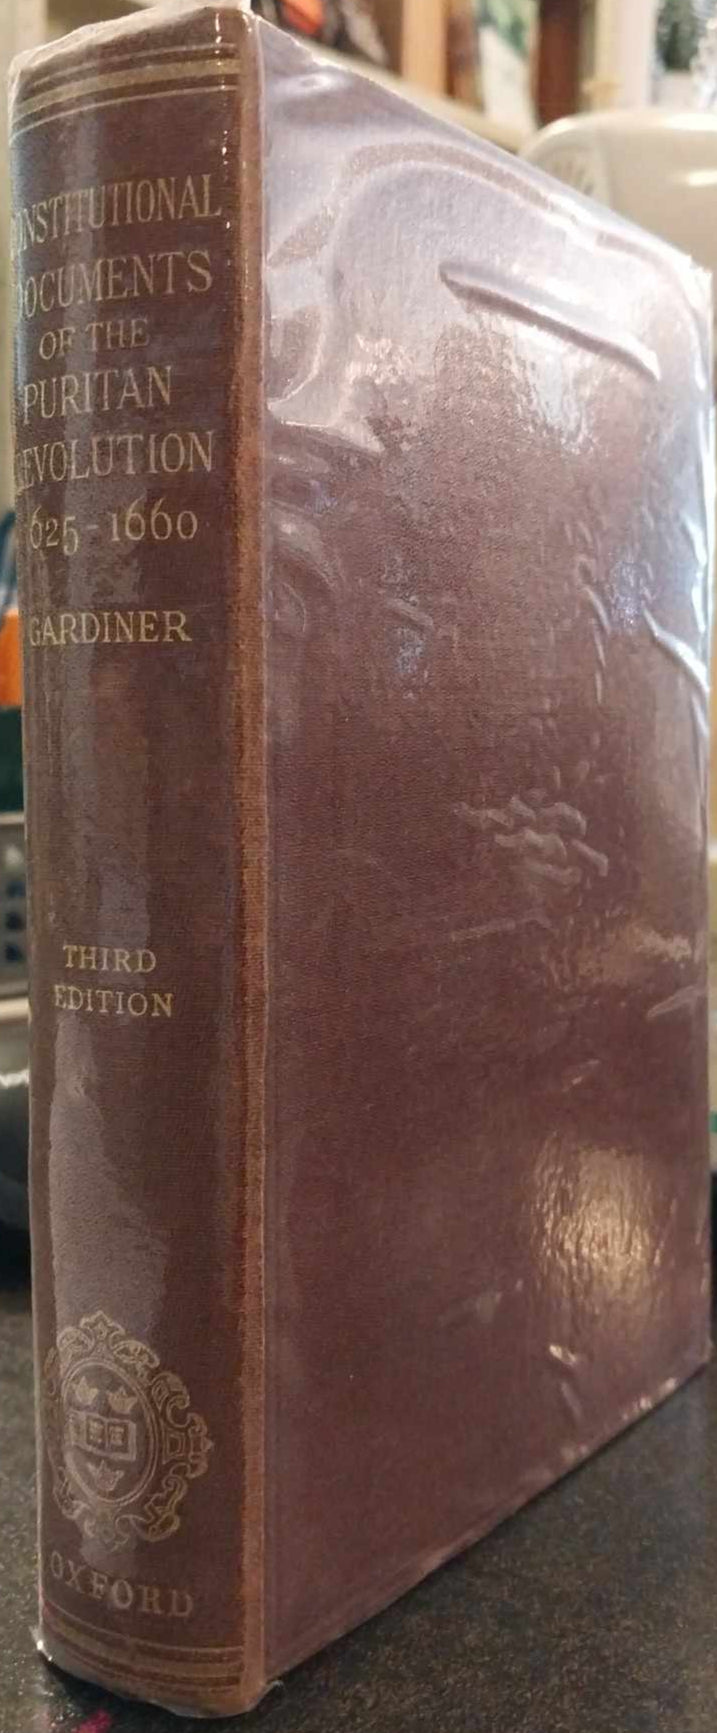 CONSTITUTIONAL
DOCUMENTS
OF THE
PURITAN
REVOLUTION
1625-1660
GARDINER
THIRD
EDITION
OXFORD